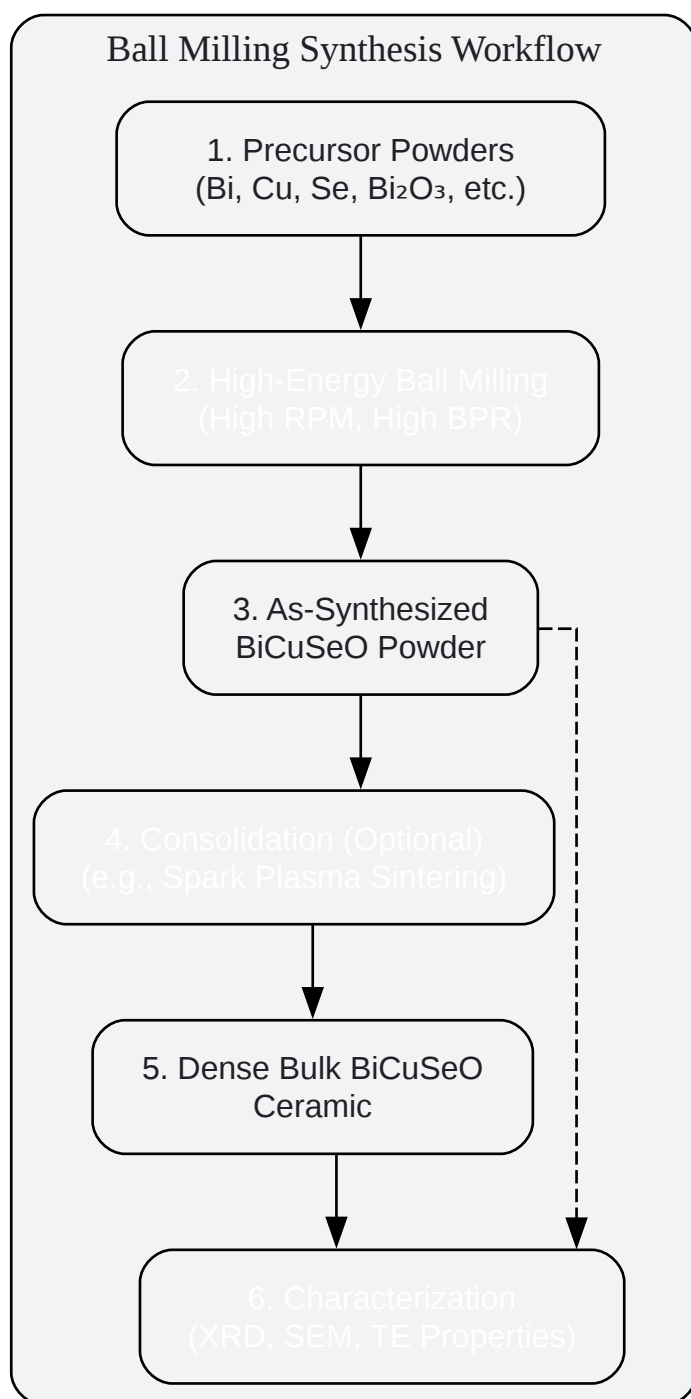 Ball Milling Synthesis Workflow
1. Precursor Powders
(Bi, Cu, Se, Bi₂O₃, etc.)
2. High-Energy Ball Milling
(High RPM, High BPR)
3. As-Synthesized
BiCuSeO Powder
4. Consolidation (Optional)
(e.g., Spark Plasma Sintering)
5. Dense Bulk BiCuSeO
Ceramic
6. Characterization
(XRD, SEM, TE Properties)